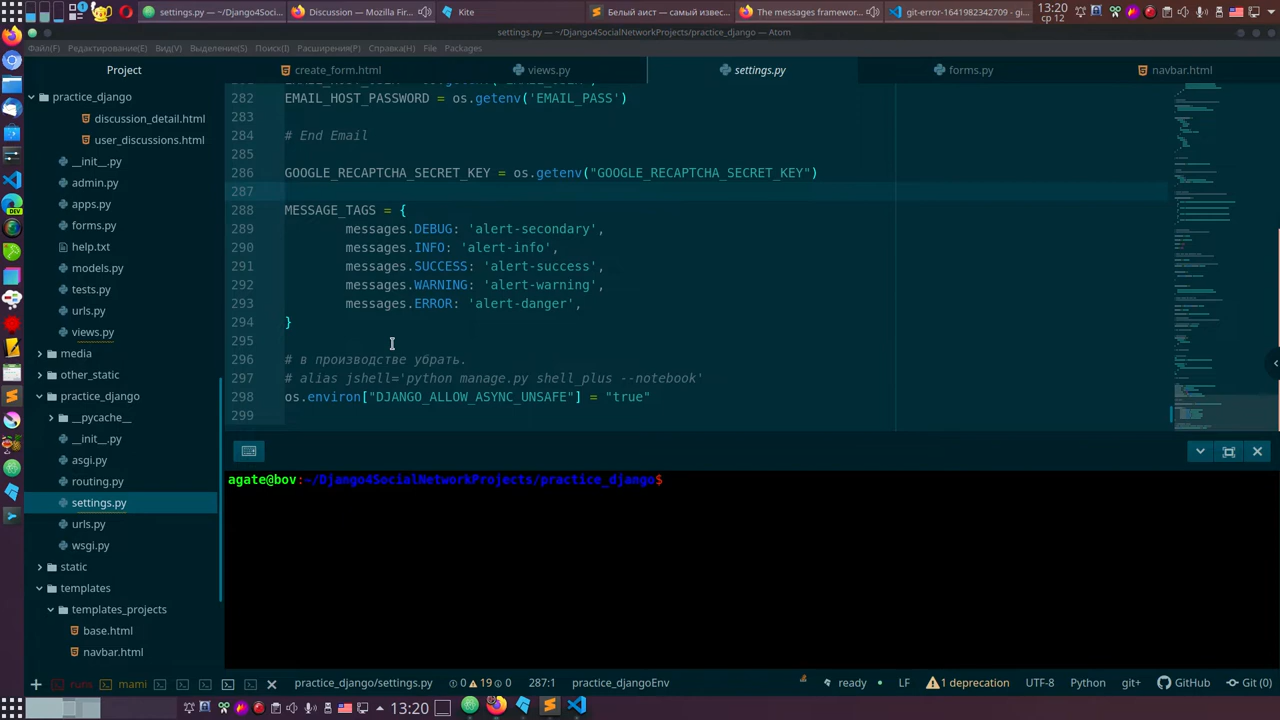 settings.py — ~/Django4Soci...
Discussion — Mozilla Fir...
Kite
Белый аист — самый извес...
The messages framew...
git-error-1641982342709 - gi...
13:20
ср 12
settings.py — ~/Django4SocialNetworkProjects/practice_django — Atom
Файл(F) Редактирование(E) Вид(V) Выделение(S) Поиск(I) Расширения(P) Справка(H) File Packages
Project
create_form.html
views.py
settings.py
forms.py
navbar.html
practice_django
discussion_detail.html
user_discussions.html
__init__.py
admin.py
apps.py
forms.py
help.txt
models.py
tests.py
urls.py
views.py
media
other_static
practice_django
__pycache__
__init__.py
asgi.py
routing.py
settings.py
urls.py
wsgi.py
static
templates
templates_projects
base.html
navbar.html
282 EMAIL_HOST_PASSWORD = os.getenv('EMAIL_PASS')
283
284 # End Email
285
286 GOOGLE_RECAPTCHA_SECRET_KEY = os.getenv("GOOGLE_RECAPTCHA_SECRET_KEY")
287
288 MESSAGE_TAGS = {
289 messages.DEBUG: 'alert-secondary',
290 messages.INFO: 'alert-info',
291 messages.SUCCESS: 'alert-success',
292 messages.WARNING: 'alert-warning',
293 messages.ERROR: 'alert-danger',
294 }
295
296 # в производстве убрать.
297 # alias jshell='python manage.py shell_plus --notebook'
298 os.environ["DJANGO_ALLOW_ASYNC_UNSAFE"] = "true"
299
agate@bov:~/Django4SocialNetworkProjects/practice_django$
runs mami practice_django/settings.py 0 19 0 287:1 practice_djangoEnv ready LF 1 deprecation UTF-8 Python git+ GitHub Git (0)
13:20